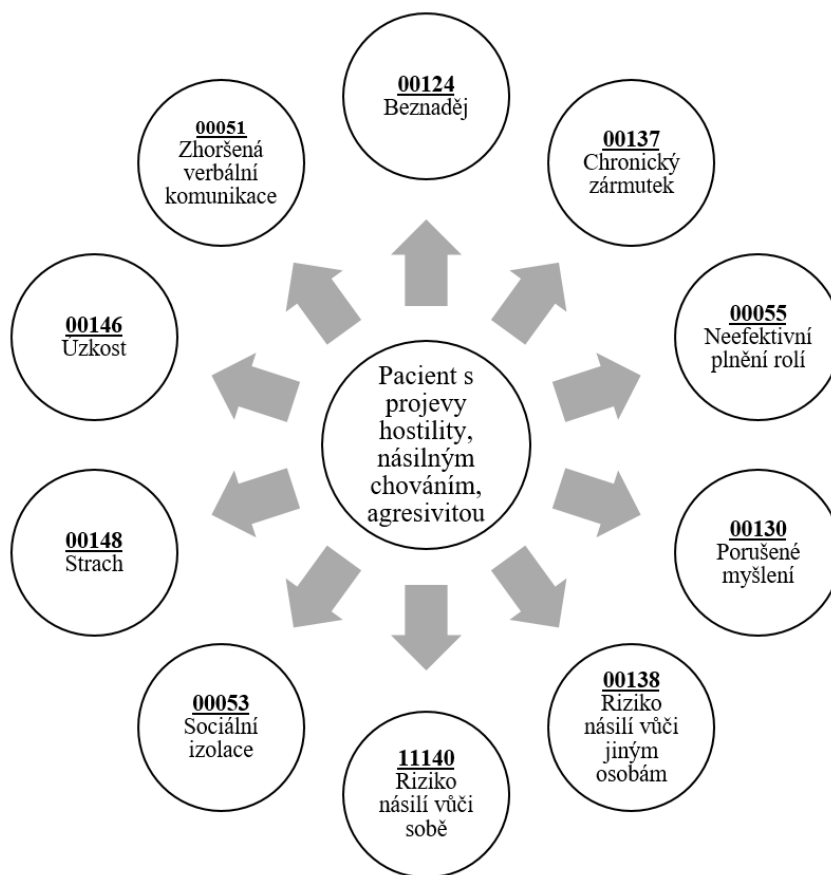 00124
Beznaděj
00137
Chronický
zármutek
00055
Neefektivní
plnění rolí
00130
Porušené
myšlení
00138
Riziko
násilí vůči
jiným
osobám
11140
Riziko
násilí vůči
sobě
00053
Sociální
izolace
00148
Strach
00146
Úzkost
00051
Zhoršená
verbální
komunikace
Pacient s
projevy
hostility,
násilným
chováním,
agresivitou